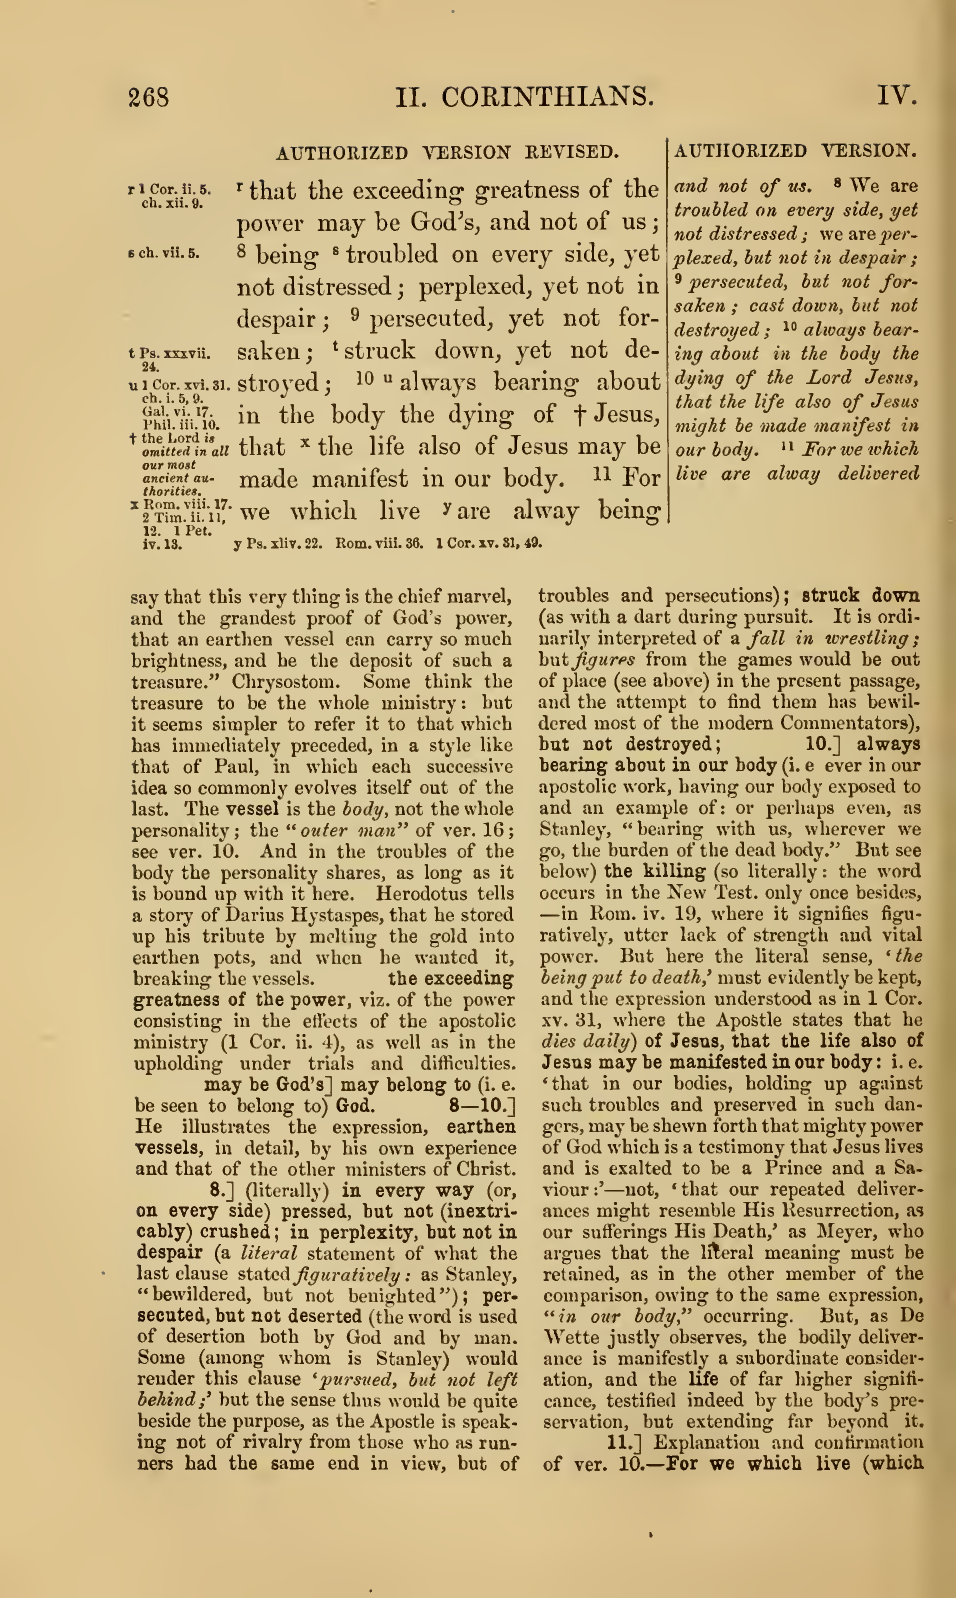 268
II. CORINTHIANS.
IV.
AUTHORIZED VERSION REVISED.
r 1 Cor. ii. 5.
ch. xii. 9.
s ch. vii. 5.
t Ps. xxxvii.
24.
u 1 Cor. xvi. 31.
ch. i. 5, 9.
Gal. vi. 17.
Phil. iii. 10.
† the Lord is
omitted in all
our most
ancient au-
thorities.
x Rom. viii. 17.
2 Tim. ii. 11,
12. 1 Pet.
iv. 13.
r that the exceeding greatness of the
power may be God's, and not of us;
8 being s troubled on every side, yet
not distressed; perplexed, yet not in
despair; 9 persecuted, yet not for-
saken; t struck down, yet not de-
stroyed; 10 u always bearing about
in the body the dying of † Jesus,
that x the life also of Jesus may be
made manifest in our body. 11 For
we which live y are alway being
y Ps. xliv. 22. Rom. viii. 36. 1 Cor. xv. 31, 49.
AUTHORIZED VERSION.
and not of us. 8 We are
troubled on every side, yet
not distressed; we are per-
plexed, but not in despair;
9 persecuted, but not for-
saken; cast down, but not
destroyed; 10 always bear-
ing about in the body the
dying of the Lord Jesus,
that the life also of Jesus
might be made manifest in
our body. 11 For we which
live are alway delivered
say that this very thing is the chief marvel,
and the grandest proof of God's power,
that an earthen vessel can carry so much
brightness, and be the deposit of such a
treasure." Chrysostom. Some think the
treasure to be the whole ministry: but
it seems simpler to refer it to that which
has immediately preceded, in a style like
that of Paul, in which each successive
idea so commonly evolves itself out of the
last. The vessel is the body, not the whole
personality; the "outer man" of ver. 16;
see ver. 10. And in the troubles of the
body the personality shares, as long as it
is bound up with it here. Herodotus tells
a story of Darius Hystaspes, that he stored
up his tribute by melting the gold into
earthen pots, and when he wanted it,
breaking the vessels. the exceeding
greatness of the power, viz. of the power
consisting in the effects of the apostolic
ministry (1 Cor. ii. 4), as well as in the
upholding under trials and difficulties.
may be God's] may belong to (i. e.
be seen to belong to) God. 8—10.]
He illustrates the expression, earthen
vessels, in detail, by his own experience
and that of the other ministers of Christ.
8.] (literally) in every way (or,
on every side) pressed, but not (inextri-
cably) crushed; in perplexity, but not in
despair (a literal statement of what the
last clause stated figuratively: as Stanley,
"bewildered, but not benighted"); per-
secuted, but not deserted (the word is used
of desertion both by God and by man.
Some (among whom is Stanley) would
render this clause 'pursued, but not left
behind;' but the sense thus would be quite
beside the purpose, as the Apostle is speak-
ing not of rivalry from those who as run-
ners had the same end in view, but of
troubles and persecutions); struck down
(as with a dart during pursuit. It is ordi-
narily interpreted of a fall in wrestling;
but figures from the games would be out
of place (see above) in the present passage,
and the attempt to find them has bewil-
dered most of the modern Commentators),
but not destroyed; 10.] always
bearing about in our body (i. e ever in our
apostolic work, having our body exposed to
and an example of: or perhaps even, as
Stanley, "bearing with us, wherever we
go, the burden of the dead body." But see
below) the killing (so literally: the word
occurs in the New Test. only once besides,
—in Rom. iv. 19, where it signifies figu-
ratively, utter lack of strength and vital
power. But here the literal sense, 'the
being put to death,' must evidently be kept,
and the expression understood as in 1 Cor.
xv. 31, where the Apostle states that he
dies daily) of Jesus, that the life also of
Jesus may be manifested in our body: i. e.
'that in our bodies, holding up against
such troubles and preserved in such dan-
gers, may be shewn forth that mighty power
of God which is a testimony that Jesus lives
and is exalted to be a Prince and a Sa-
viour:'—not, 'that our repeated deliver-
ances might resemble His Resurrection, as
our sufferings His Death,' as Meyer, who
argues that the literal meaning must be
retained, as in the other member of the
comparison, owing to the same expression,
"in our body," occurring. But, as De
Wette justly observes, the bodily deliver-
ance is manifestly a subordinate consider-
ation, and the life of far higher signifi-
cance, testified indeed by the body's pre-
servation, but extending far beyond it.
11.] Explanation and confirmation
of ver. 10.—For we which live (which